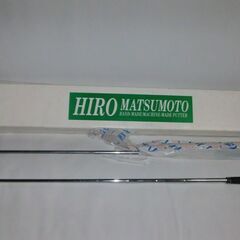 HIRO MATSUMOTO
HAND MADE/MACHINE-MADE PUTTER